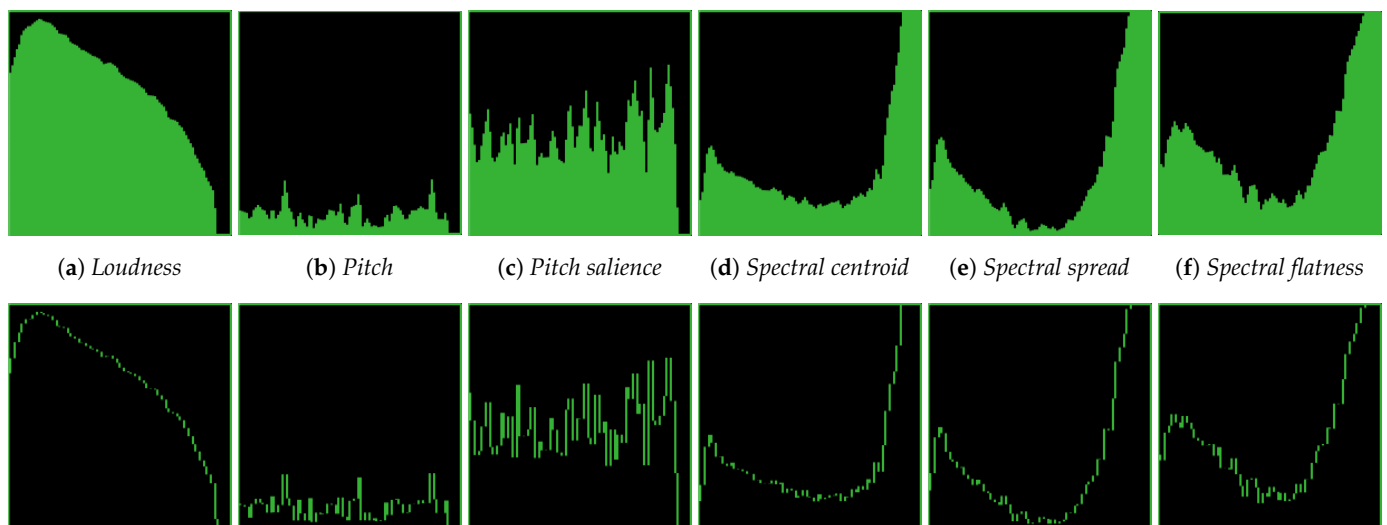 (a) Loudness (b) Pitch (c) Pitch salience (d) Spectral centroid (e) Spectral spread (f) Spectral flatness